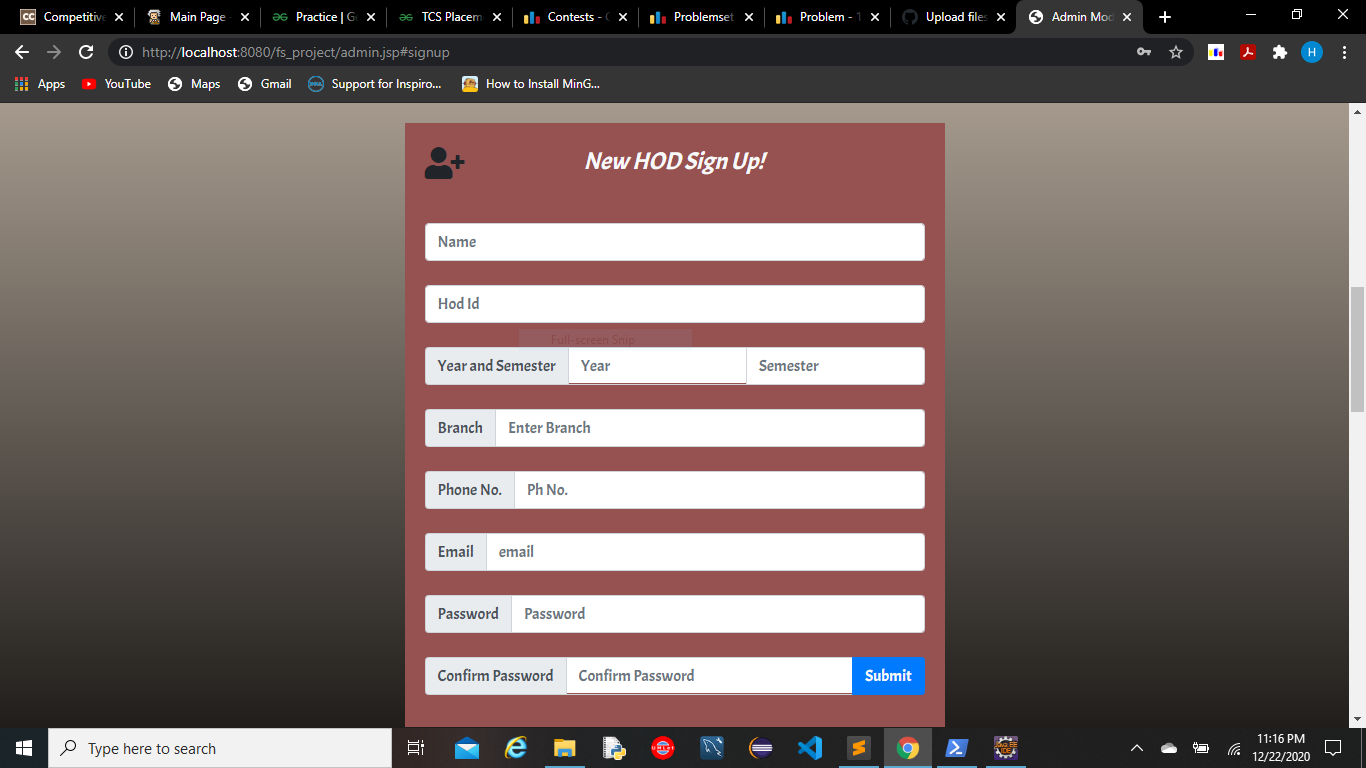 Competitive
Main Page
Practice | G
TCS Placem
Contests - C
Problemset
Problem - T
Upload files
Admin Mod
http://localhost:8080/fs_project/admin.jsp#signup
H
Apps
YouTube
Maps
Gmail
Support for Inspiro...
How to Install MinG...
New HOD Sign Up!
Name
Hod Id
Full-screen Snip
Year and Semester Year Semester
Branch Enter Branch
Phone No. Ph No.
Email email
Password Password
Confirm Password Confirm Password Submit
Type here to search
11:16 PM
12/22/2020